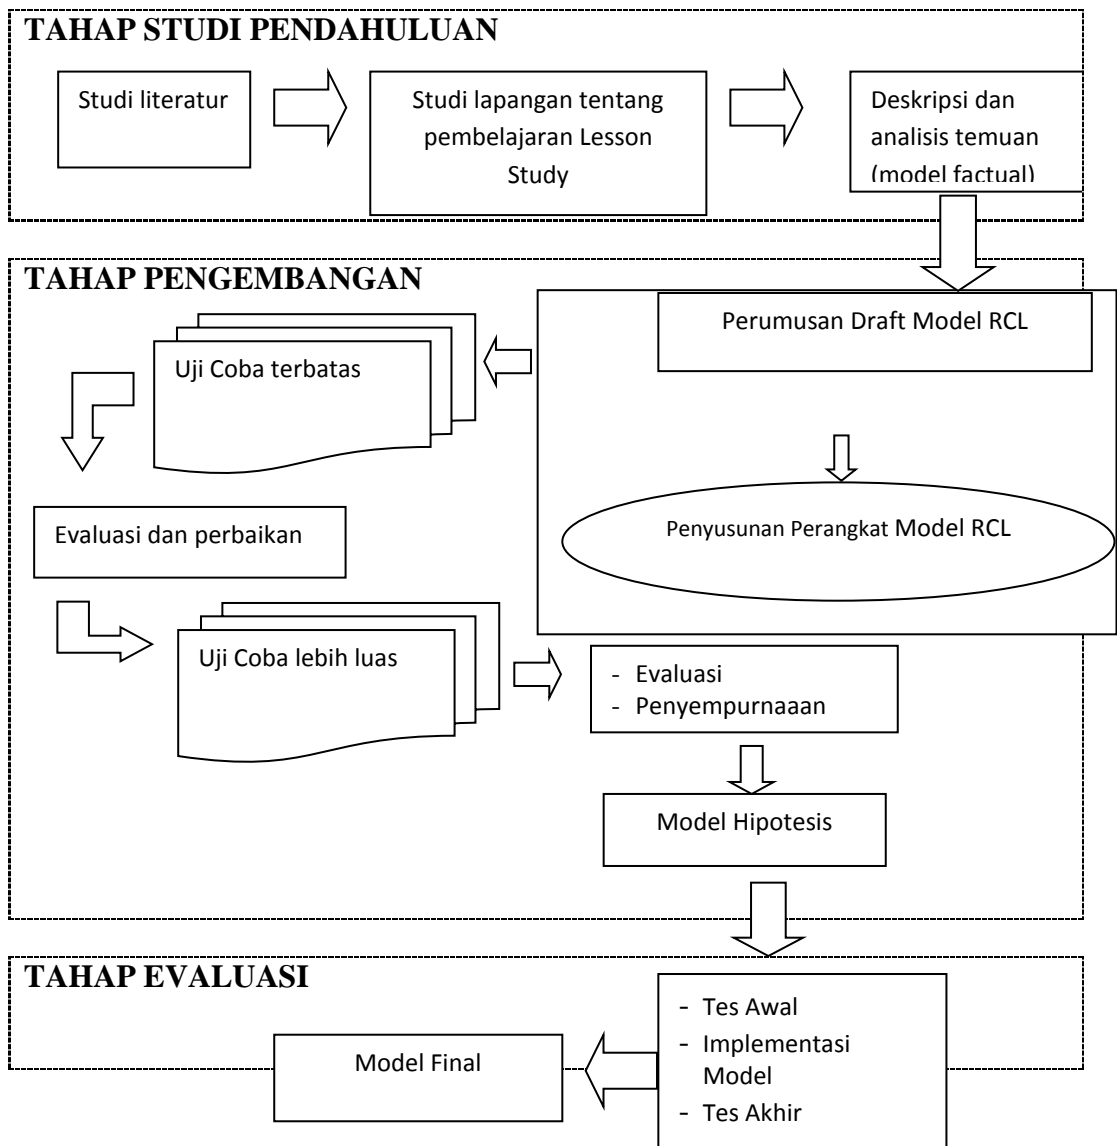 TAHAP STUDI PENDAHULUAN
Studi literatur
Studi lapangan tentang
pembelajaran Lesson
Study
Deskripsi dan
analisis temuan
(model factual)
TAHAP PENGEMBANGAN
Perumusan Draft Model RCL
Penyusunan Perangkat Model RCL
Uji Coba terbatas
Evaluasi dan perbaikan
Uji Coba lebih luas
- Evaluasi
- Penyempurnaaan
Model Hipotesis
TAHAP EVALUASI
- Tes Awal
- Implementasi
Model
- Tes Akhir
Model Final